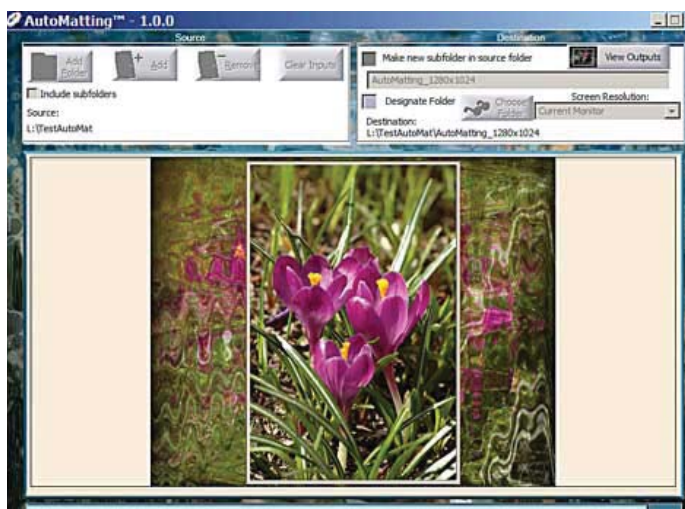 AutoMatting™ - 1.0.0
Source
Add Folder
Add
Remove
Clear Inputs
Include subfolders
Source:
L:\TestAutoMat
Destination
Make new subfolder in source folder
View Outputs
AutoMatting_1280x1024
Designate Folder
Choose Folder
Screen Resolution:
Current Monitor
Destination:
L:\TestAutoMat\AutoMatting_1280x1024